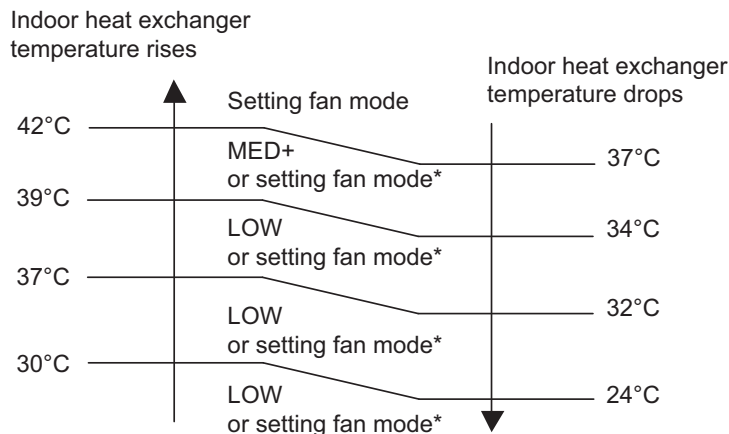 Indoor heat exchanger
temperature rises
Indoor heat exchanger
temperature drops
Setting fan mode
42°C
MED+
or setting fan mode*
37°C
39°C
LOW
or setting fan mode*
34°C
37°C
LOW
or setting fan mode*
32°C
30°C
LOW
or setting fan mode*
24°C